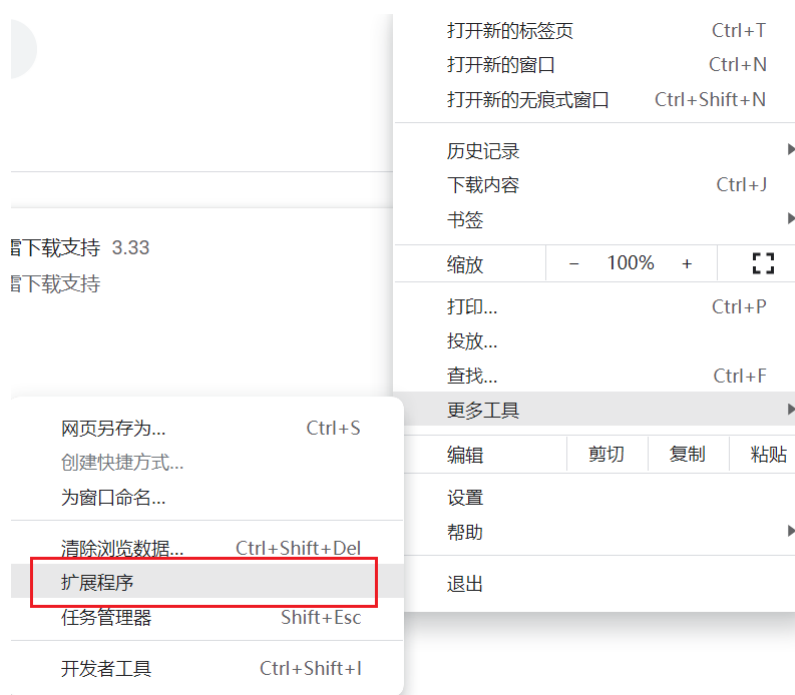 打开新的标签页 Ctrl+T
打开新的窗口 Ctrl+N
打开新的无痕式窗口 Ctrl+Shift+N
历史记录
下载内容 Ctrl+J
书签
缩放 − 100% +
打印... Ctrl+P
投放...
查找... Ctrl+F
更多工具
编辑 剪切 复制 粘贴
设置
帮助
退出
雷下载支持 3.33
雷下载支持
网页另存为... Ctrl+S
创建快捷方式...
为窗口命名...
清除浏览数据... Ctrl+Shift+Del
扩展程序
任务管理器 Shift+Esc
开发者工具 Ctrl+Shift+I